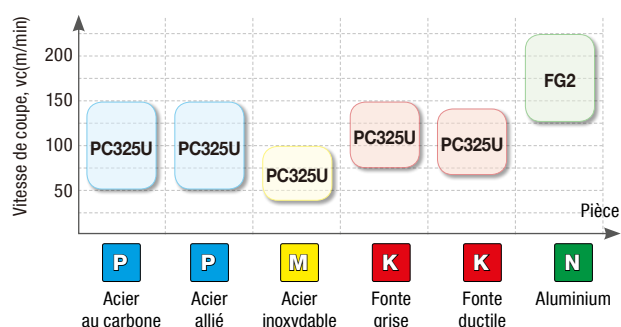 Vitesse de coupe, vc(m/min)
200
150
100
50
PC325U
PC325U
PC325U
PC325U
PC325U
FG2
Pièce
P
P
M
K
K
N
Acier
au carbone
Acier
allié
Acier
inoxydable
Fonte
grise
Fonte
ductile
Aluminium